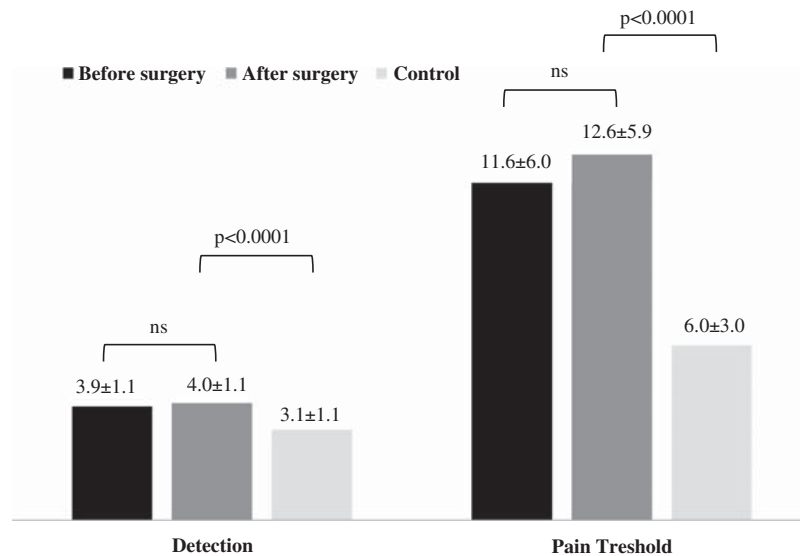 p<0.0001
Before surgery After surgery Control
ns
12.6±5.9
11.6±6.0
p<0.0001
6.0±3.0
ns
3.9±1.1
4.0±1.1
3.1±1.1
Detection
Pain Treshold